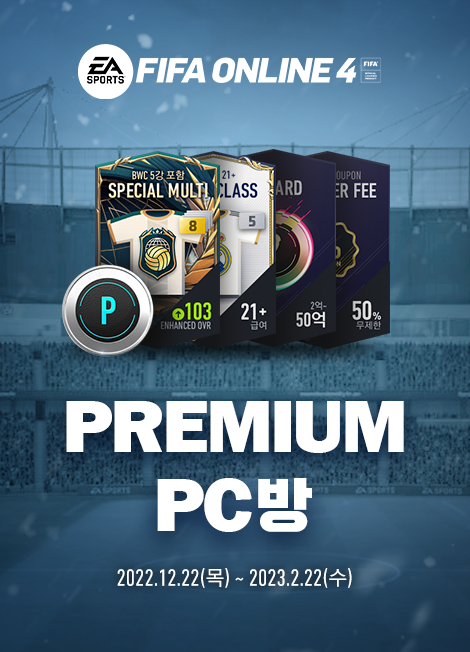 EA
SPORTS
FIFA ONLINE 4
FIFA
BWC 5강 포함
SPECIAL MULTI
8
103
ENHANCED OVR
21+
CLASS
5
21+
급여
ARD
2억~
50억
OUPON
ER FEE
50%
무제한
P
PREMIUM
PC방
2022.12.22(목) ~ 2023.2.22(수)